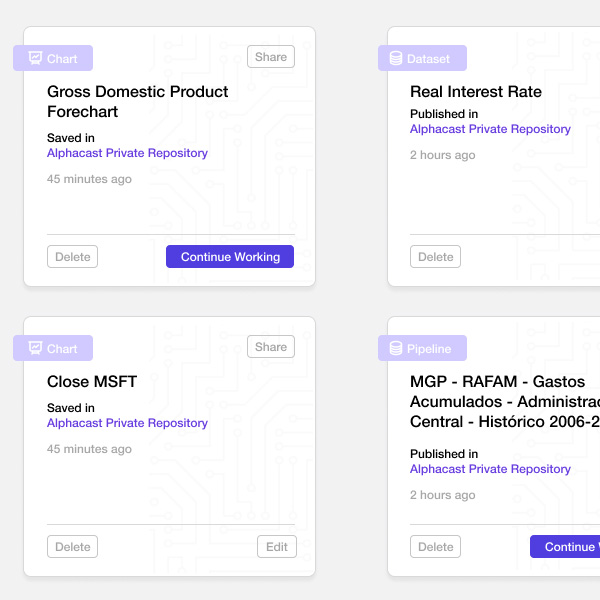 Chart
Share
Gross Domestic Product
Forechart
Saved in
Alphacast Private Repository
45 minutes ago
Delete
Continue Working
Dataset
Real Interest Rate
Published in
Alphacast Private Repository
2 hours ago
Delete
Chart
Share
Close MSFT
Saved in
Alphacast Private Repository
45 minutes ago
Delete
Edit
Pipeline
MGP - RAFAM - Gastos
Acumulados -
Central - Histórico
Published in
Alphacast Private Repository
2 hours ago
Delete
Continue